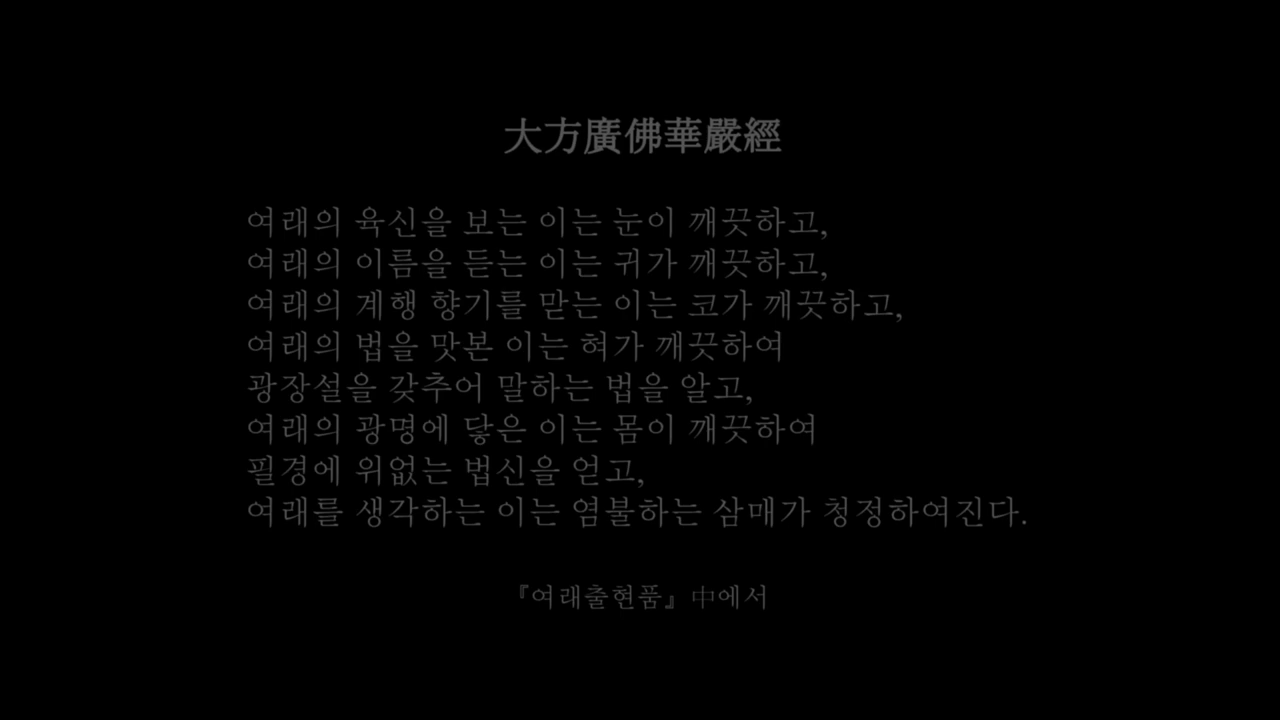 大方廣佛華嚴經
여래의 육신을 보는 이는 눈이 깨끗하고,
여래의 이름을 듣는 이는 귀가 깨끗하고,
여래의 계행 향기를 맡는 이는 코가 깨끗하고,
여래의 법을 맛본 이는 혀가 깨끗하여
광장설을 갖추어 말하는 법을 알고,
여래의 광명에 닿은 이는 몸이 깨끗하여
필경에 위없는 법신을 얻고,
여래를 생각하는 이는 염불하는 삼매가 청정하여진다.
『여래출현품』中에서